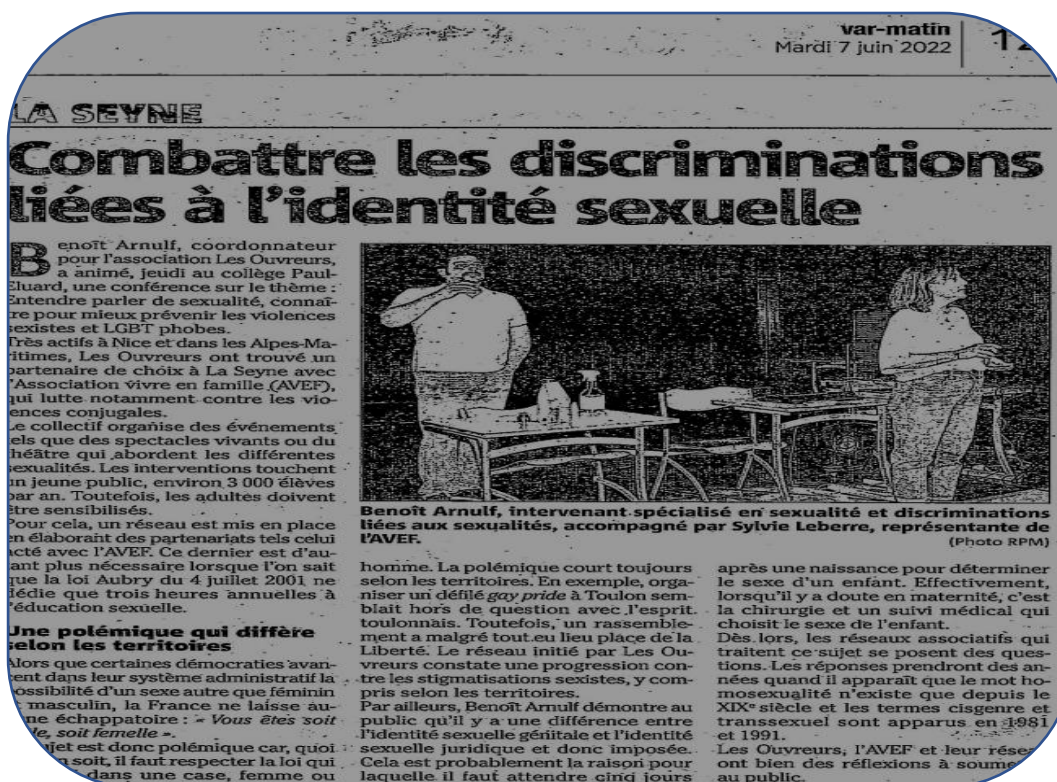 var-matin
Mardi 7 juin 2022
LA SEYNE
Combattre les discriminations
liées à l'identité sexuelle
Benoît Arnulf, coordonnateur
pour l'association Les Ouvreurs,
a animé, jeudi au collège Paul-
Éluard, une conférence sur le thème :
Entendre parler de sexualité, connaî-
tre pour mieux prévenir les violences
sexistes et LGBT phobes.
Très actifs à Nice et dans les Alpes-Ma-
ritimes, Les Ouvreurs ont trouvé un
partenaire de choix à La Seyne avec
l'Association vivre en famille (AVEF),
qui lutte notamment contre les vio-
lences conjugales.
Le collectif organise des événements
tels que des spectacles vivants ou du
théâtre qui abordent les différentes
sexualités. Les interventions touchent
un jeune public, environ 3 000 élèves
par an. Toutefois, les adultes doivent
être sensibilisés.
Pour cela, un réseau est mis en place
en élaborant des partenariats tels celui
acté avec l'AVEF. Ce dernier est d'au-
tant plus nécessaire lorsque l'on sait
que la loi Aubry du 4 juillet 2001 ne
dédie que trois heures annuelles à
l'éducation sexuelle.
Une polémique qui diffère
selon les territoires
Alors que certaines démocraties avan-
cent dans leur système administratif la
possibilité d'un sexe autre que féminin
masculin, la France ne laisse au-
ne échappatoire : « Vous êtes soit
le, soit femelle ».
jet est donc polémique car, quoi
n soit, il faut respecter la loi qui
dans une case, femme ou
Benoît Arnulf, intervenant spécialisé en sexualité et discriminations
liées aux sexualités, accompagné par Sylvie Leberre, représentante de
l'AVEF.
(Photo RPM)
homme. La polémique court toujours
selon les territoires. En exemple, orga-
niser un défilé gay pride à Toulon sem-
blait hors de question avec l'esprit
toulonnais. Toutefois, un rassemble-
ment a malgré tout eu lieu place de la
Liberté. Le réseau initié par Les Ou-
vreurs constate une progression con-
tre les stigmatisations sexistes, y com-
pris selon les territoires.
Par ailleurs, Benoît Arnulf démontre au
public qu'il y a une différence entre
l'identité sexuelle génitale et l'identité
sexuelle juridique et donc imposée.
Cela est probablement la raison pour
laquelle il faut attendre cinq jours
après une naissance pour déterminer
le sexe d'un enfant. Effectivement,
lorsqu'il y a doute en maternité, c'est
la chirurgie et un suivi médical qui
choisit le sexe de l'enfant.
Dès lors, les réseaux associatifs qui
traitent ce sujet se posent des ques-
tions. Les réponses prendront des an-
nées quand il apparaît que le mot ho-
mosexualité n'existe que depuis le
XIXe siècle et les termes cisgenre et
transsexuel sont apparus en 1981
et 1991.
Les Ouvreurs, l'AVEF et leur résea
ont bien des réflexions à soume
au public.